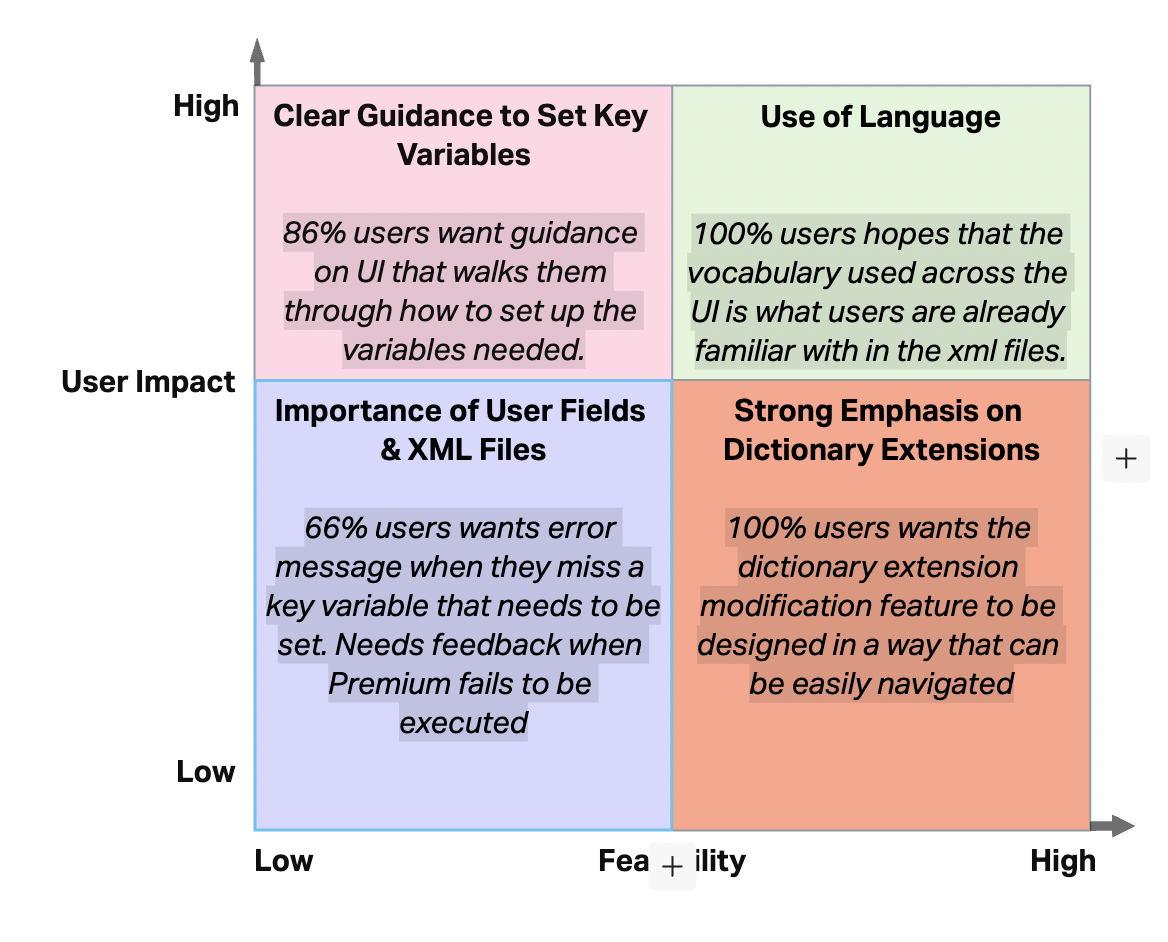 High
Clear Guidance to Set Key
Variables
86% users want guidance
on UI that walks them
through how to set up the
variables needed.
Use of Language
100% users hopes that the
vocabulary used across the
UI is what users are already
familiar with in the xml files.
User Impact
Importance of User Fields
& XML Files
66% users wants error
message when they miss a
key variable that needs to be
set. Needs feedback when
Premium fails to be
executed
Strong Emphasis on
Dictionary Extensions
100% users wants the
dictionary extension
modification feature to be
designed in a way that can
be easily navigated
+
Low
Low
Fea + ility
High